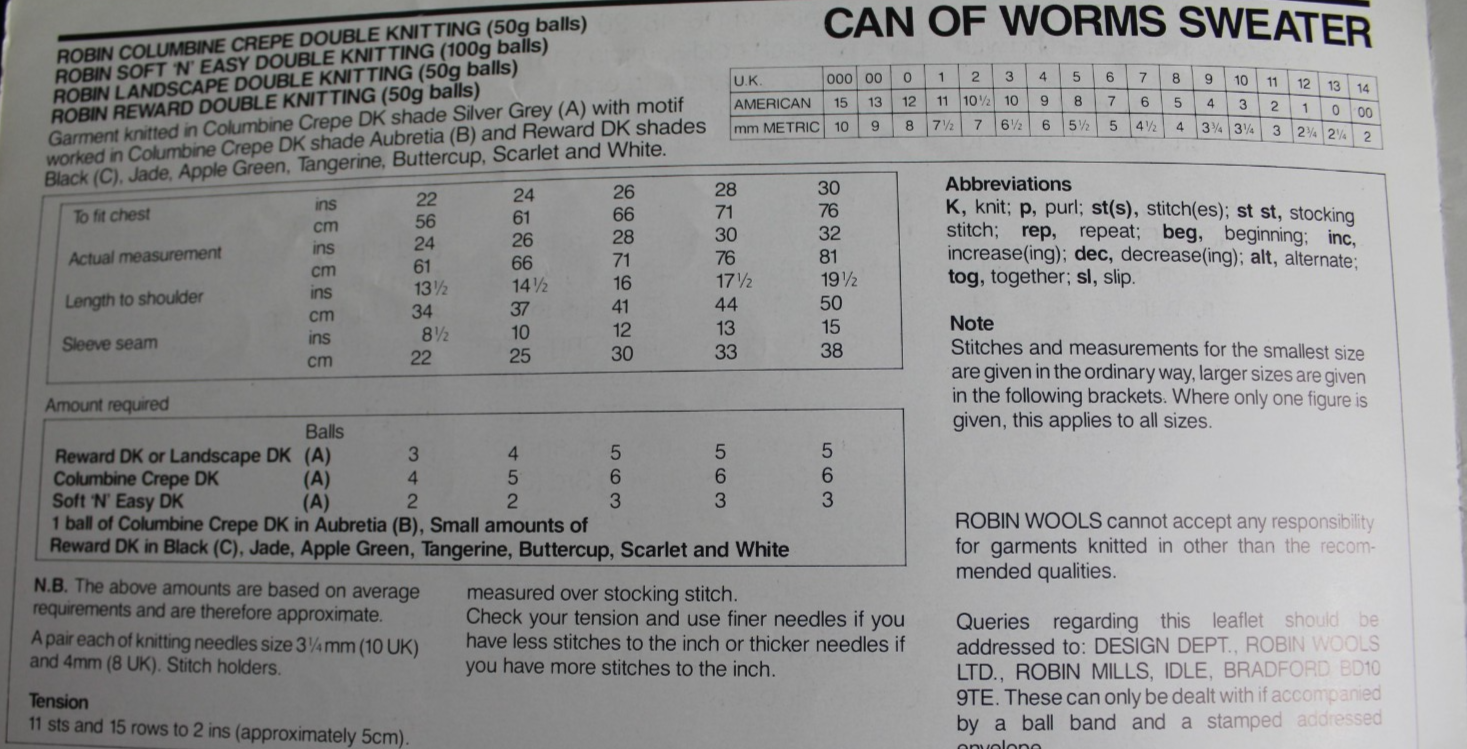 CAN OF WORMS SWEATER
ROBIN COLUMBINE CREPE DOUBLE KNITTING (50g balls)
ROBIN SOFT 'N' EASY DOUBLE KNITTING (100g balls)
ROBIN LANDSCAPE DOUBLE KNITTING (50g balls)
ROBIN REWARD DOUBLE KNITTING (50g balls)
Garment knitted in Columbine Crepe DK shade Silver Grey (A) with motif
worked in Columbine Crepe DK shade Aubretia (B) and Reward DK shades
Black (C), Jade, Apple Green, Tangerine, Buttercup, Scarlet and White.
U.K. 000 00 0 1 2 3 4 5 6 7 8 9 10 11 12 13 14
AMERICAN 15 13 12 11 10½ 10 9 8 7 6 5 4 3 2 1 0 00
mm METRIC 10 9 8 7½ 7 6½ 6 5½ 5 4½ 4 3¾ 3¼ 3 2¾ 2¼ 2
To fit chest ins 22 24 26 28 30
cm 56 61 66 71 76
Actual measurement ins 24 26 28 30 32
cm 61 66 71 76 81
Length to shoulder ins 13½ 14½ 16 17½ 19½
cm 34 37 41 44 50
Sleeve seam ins 8½ 10 12 13 15
cm 22 25 30 33 38
Amount required
Balls
Reward DK or Landscape DK (A) 3 4 5 5 5
Columbine Crepe DK (A) 4 5 6 6 6
Soft 'N' Easy DK (A) 2 2 3 3 3
1 ball of Columbine Crepe DK in Aubretia (B), Small amounts of
Reward DK in Black (C), Jade, Apple Green, Tangerine, Buttercup, Scarlet and White
N.B. The above amounts are based on average
requirements and are therefore approximate.
A pair each of knitting needles size 3¼mm (10 UK)
and 4mm (8 UK). Stitch holders.
Tension
11 sts and 15 rows to 2 ins (approximately 5cm).
measured over stocking stitch.
Check your tension and use finer needles if you
have less stitches to the inch or thicker needles if
you have more stitches to the inch.
Abbreviations
K, knit; p, purl; st(s), stitch(es); st st, stocking
stitch; rep, repeat; beg, beginning; inc,
increase(ing); dec, decrease(ing); alt, alternate;
tog, together; sl, slip.
Note
Stitches and measurements for the smallest size
are given in the ordinary way, larger sizes are given
in the following brackets. Where only one figure is
given, this applies to all sizes.
ROBIN WOOLS cannot accept any responsibility
for garments knitted in other than the recom-
mended qualities.
Queries regarding this leaflet should be
addressed to: DESIGN DEPT., ROBIN WOOLS
LTD., ROBIN MILLS, IDLE, BRADFORD BD10
9TE. These can only be dealt with if accompanied
by a ball band and a stamped addressed
envelope